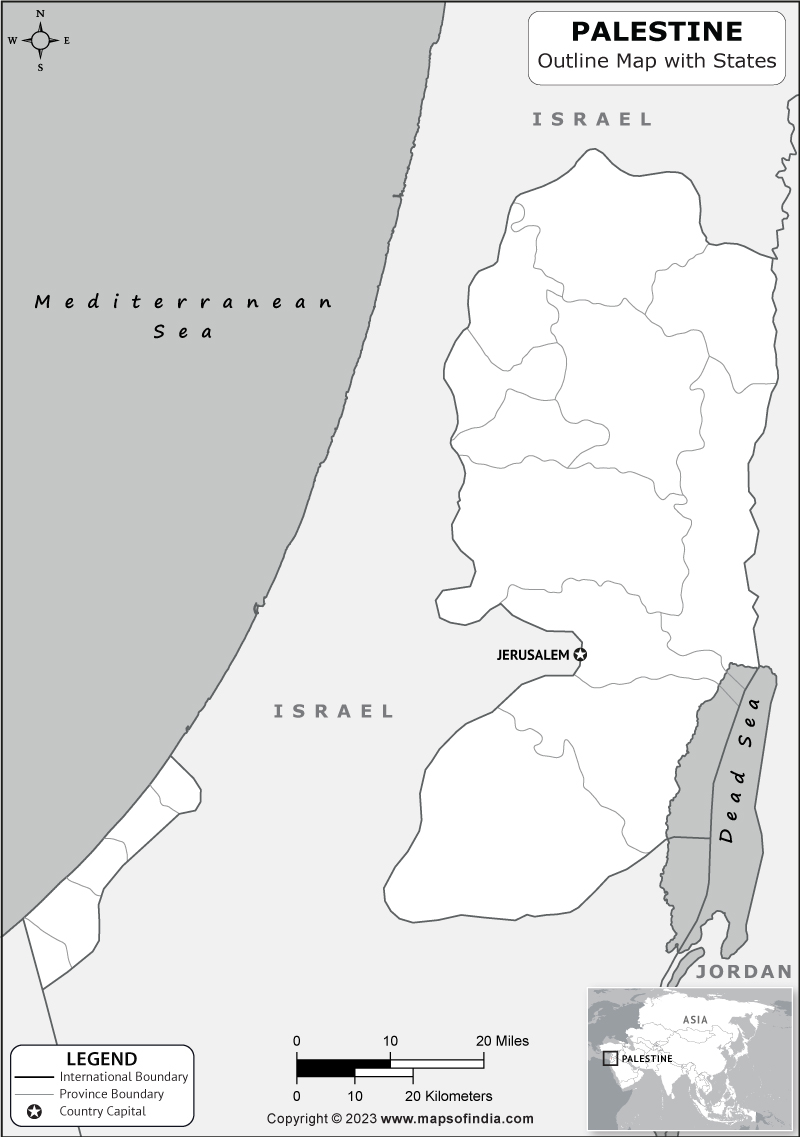 N
W E
S
PALESTINE
Outline Map with States
ISRAEL
Mediterranean
Sea
JERUSALEM
ISRAEL
Dead Sea
JORDAN
ASIA
PALESTINE
LEGEND
International Boundary
Province Boundary
Country Capital
0 10 20 Miles
0 10 20 Kilometers
Copyright © 2023 www.mapsofindia.com